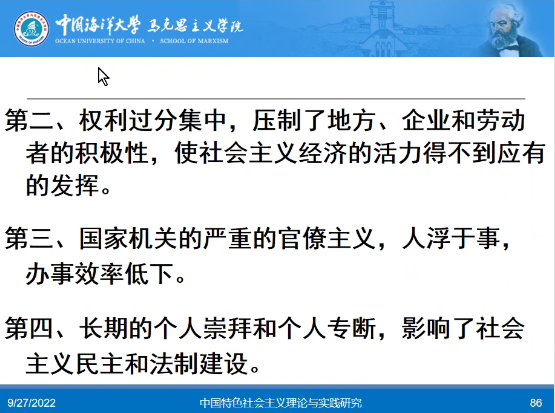 中国海洋大学 马克思主义学院
OCEAN UNIVERSITY OF CHINA · SCHOOL OF MARXISM
第二、权利过分集中，压制了地方、企业和劳动
者的积极性，使社会主义经济的活力得不到应有
的发挥。
第三、国家机关的严重的官僚主义，人浮于事，
办事效率低下。
第四、长期的个人崇拜和个人专断，影响了社会
主义民主和法制建设。
9/27/2022 中国特色社会主义理论与实践研究 86